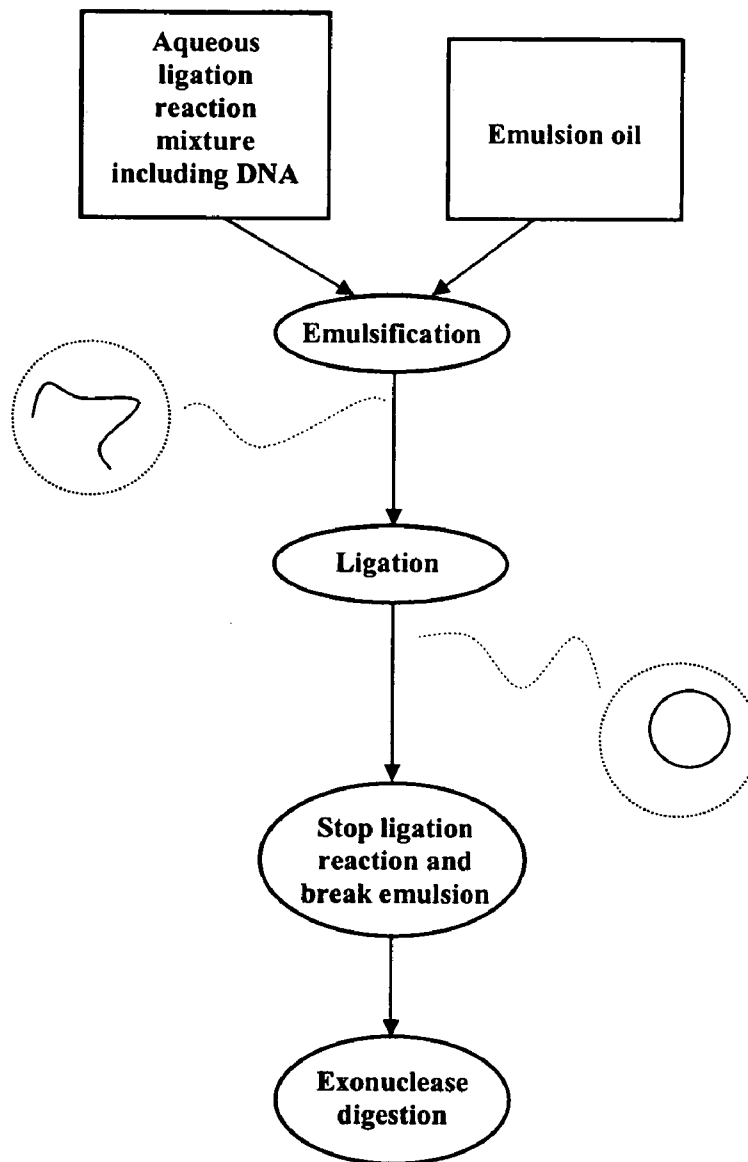 Aqueous
ligation
reaction
mixture
including DNA
Emulsion oil
Emulsification
Ligation
Stop ligation
reaction and
break emulsion
Exonuclease
digestion